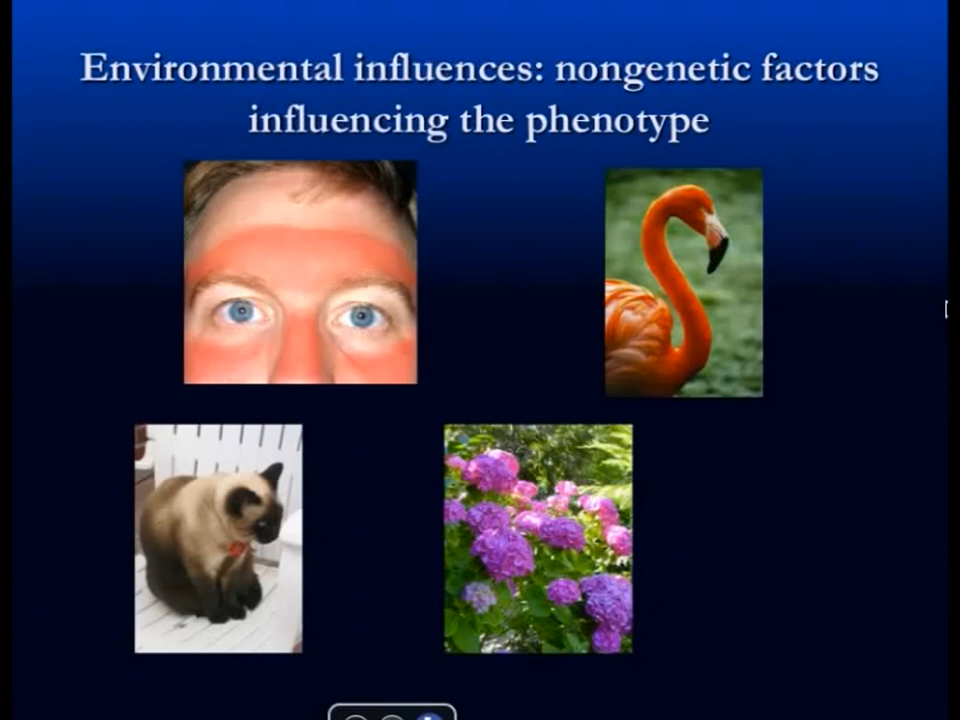 Environmental influences: nongenetic factors
influencing the phenotype